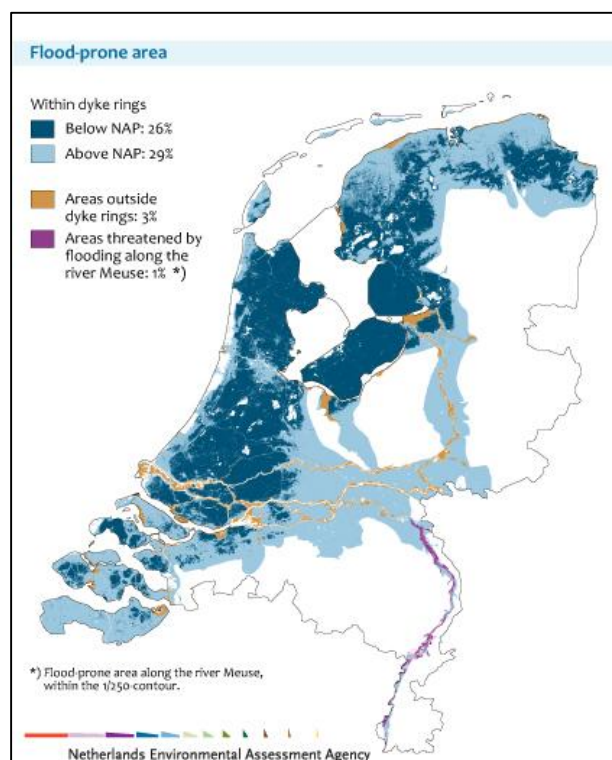 Flood-prone area
Within dyke rings
Below NAP: 26%
Above NAP: 29%
Areas outside
dyke rings: 3%
Areas threatened by
flooding along the
river Meuse: 1% *)
*) Flood-prone area along the river Meuse,
within the 1/250-contour.
Netherlands Environmental Assessment Agency